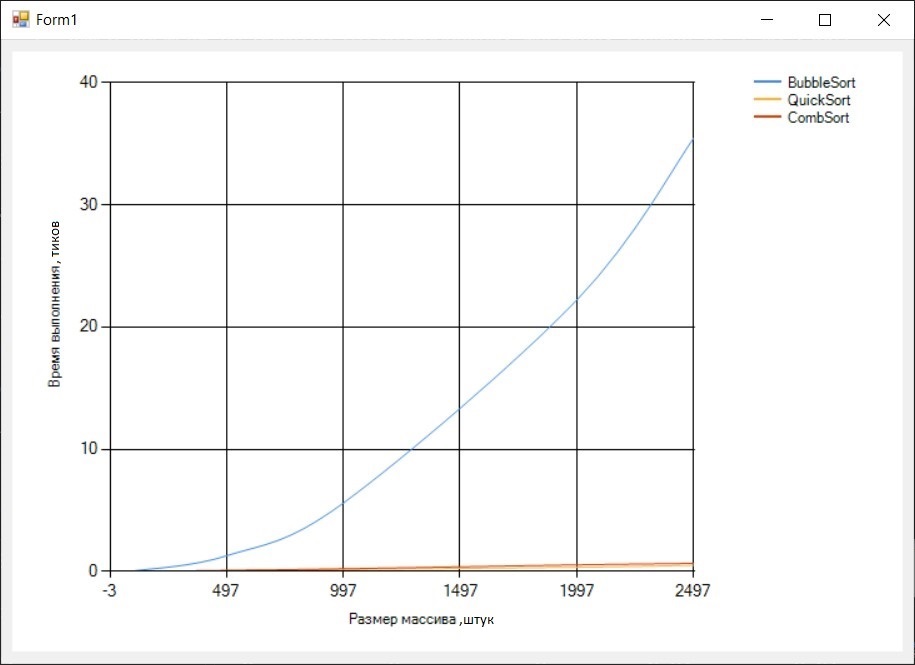 Form1
BubbleSort
QuickSort
CombSort
Время выполнения, тиков
40
30
20
10
0
-3 497 997 1497 1997 2497
Размер массива ,штук